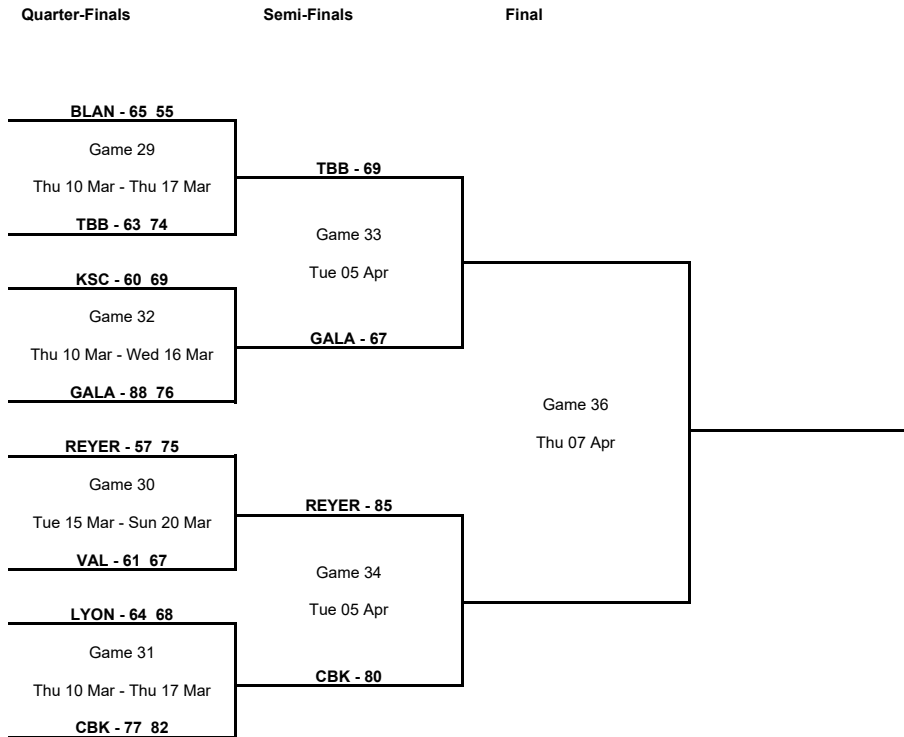 Quarter-Finals Semi-Finals Final
BLAN - 65 55
Game 29
Thu 10 Mar - Thu 17 Mar
TBB - 63 74
KSC - 60 69
Game 32
Thu 10 Mar - Wed 16 Mar
GALA - 88 76
REYER - 57 75
Game 30
Tue 15 Mar - Sun 20 Mar
VAL - 61 67
LYON - 64 68
Game 31
Thu 10 Mar - Thu 17 Mar
CBK - 77 82
TBB - 69
Game 33
Tue 05 Apr
GALA - 67
REYER - 85
Game 34
Tue 05 Apr
CBK - 80
Game 36
Thu 07 Apr